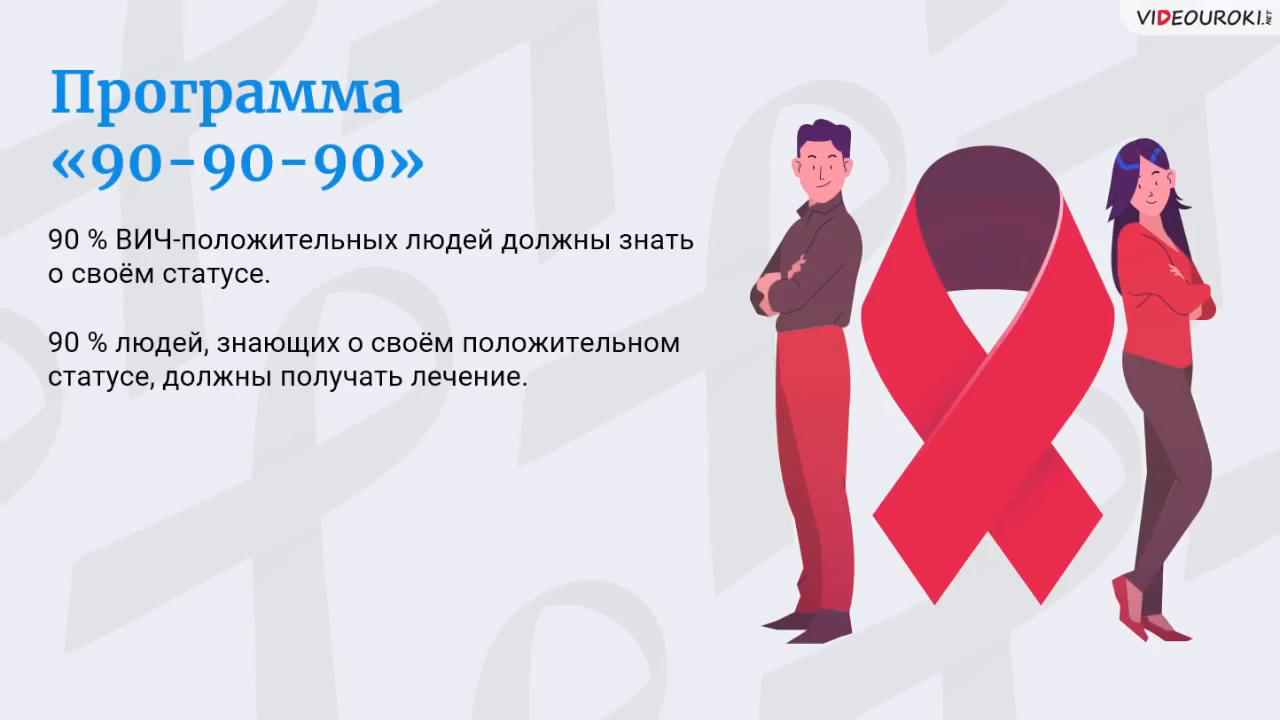 VIDEOUROKI.NET
Программа
«90-90-90»
90 % ВИЧ-положительных людей должны знать
о своём статусе.
90 % людей, знающих о своём положительном
статусе, должны получать лечение.